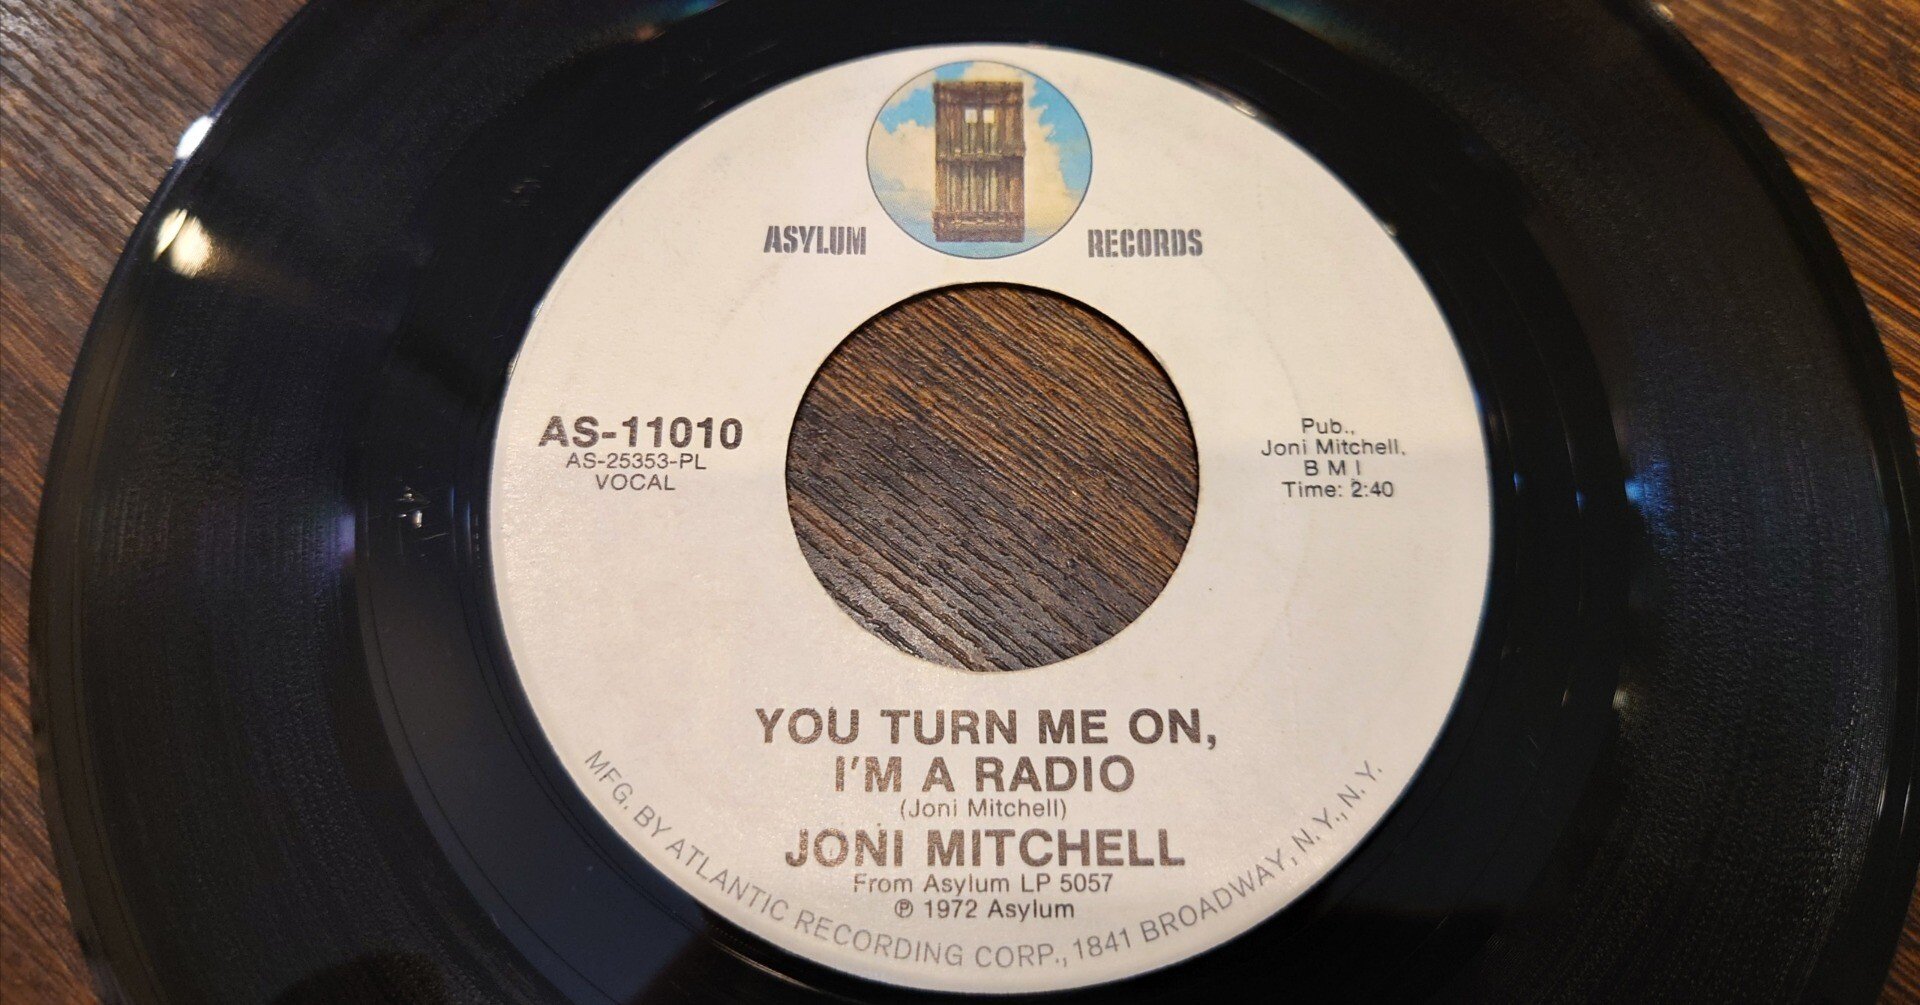 ASYLUM RECORDS
AS-11010
AS-25353-PL
VOCAL
Pub.,
Joni Mitchell,
B M I
Time: 2:40
YOU TURN ME ON,
I'M A RADIO
(Joni Mitchell)
JONI MITCHELL
From Asylum LP 5057
℗ 1972 Asylum
MFG. BY ATLANTIC RECORDING CORP., 1841 BROADWAY, N.Y., N.Y.